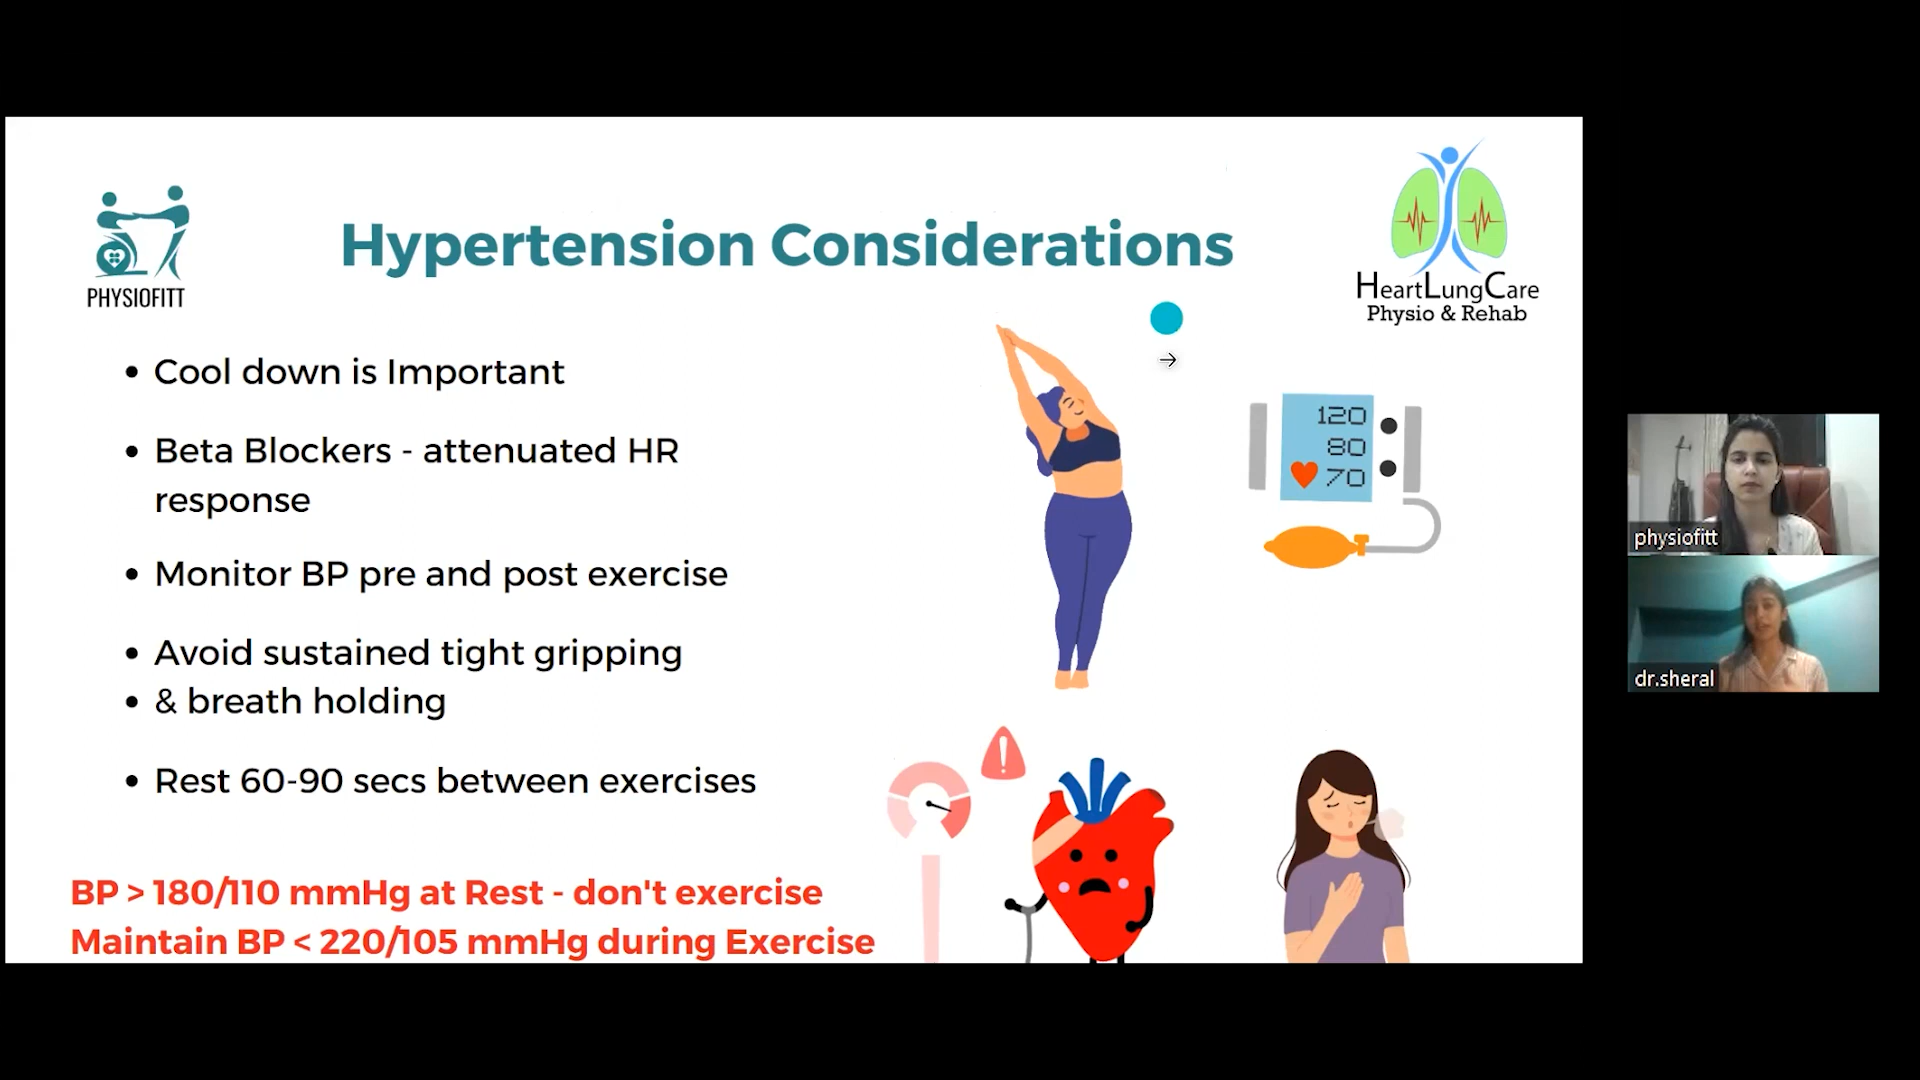 PHYSIOFITT
Hypertension Considerations
HeartLungCare
Physio & Rehab
• Cool down is Important
• Beta Blockers - attenuated HR
response
• Monitor BP pre and post exercise
• Avoid sustained tight gripping
• & breath holding
• Rest 60-90 secs between exercises
BP > 180/110 mmHg at Rest - don't exercise
Maintain BP < 220/105 mmHg during Exercise
120
80
70
!
physiofitt
dr.sheral